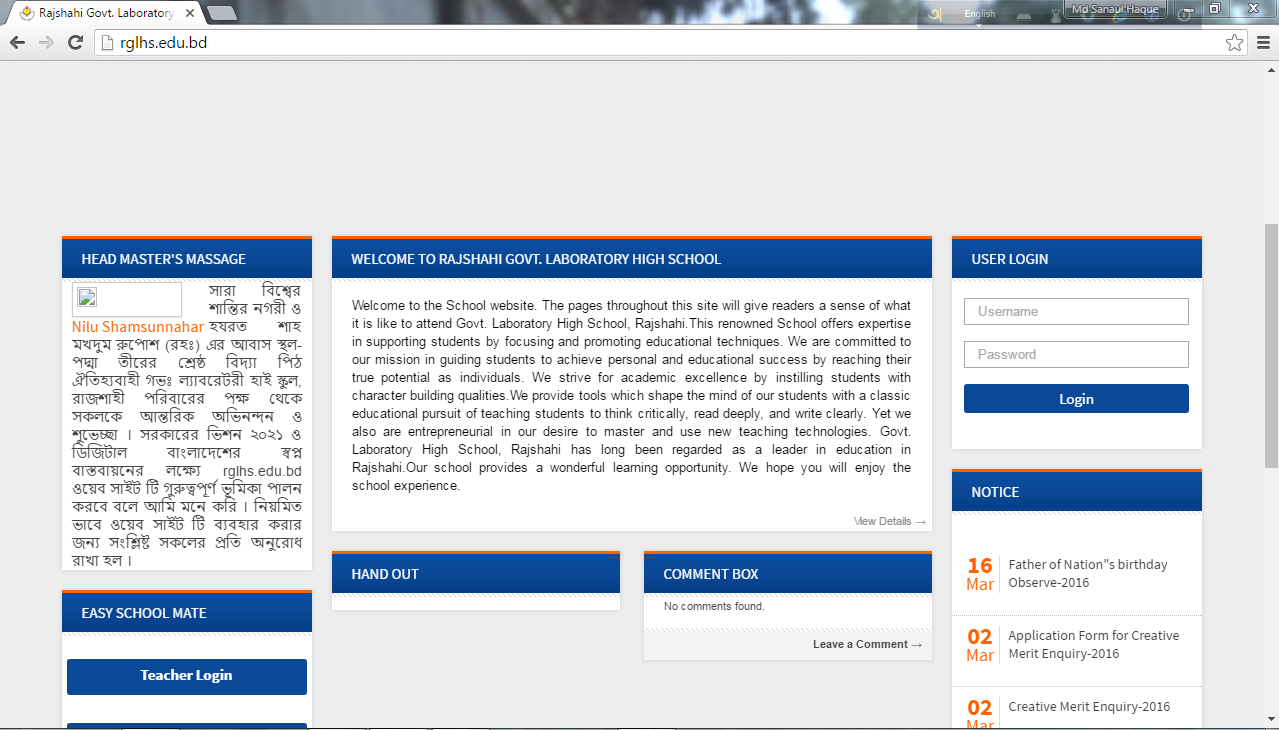 Rajshahi Govt. Laboratory
English
Md Sanaul Haque
rglhs.edu.bd
HEAD MASTER'S MASSAGE
সারা বিশ্বের
শান্তির নগরী ও
Nilu Shamsunnahar হযরত শাহ
মখদুম রুপোশ (রহঃ) এর আবাস স্থল-
পদ্মা তীরের শ্রেষ্ঠ বিদ্যা পিঠ
ঐতিহ্যবাহী গভঃ ল্যাবরেটরী হাই স্কুল,
রাজশাহী পরিবারের পক্ষ থেকে
সকলকে আন্তরিক অভিনন্দন ও
শুভেচ্ছা । সরকারের ভিশন ২০২১ ও
ডিজিটাল বাংলাদেশের স্বপ্ন
বাস্তবায়নের লক্ষ্যে rglhs.edu.bd
ওয়েব সাইট টি গুরুত্বপূর্ণ ভূমিকা পালন
করবে বলে আমি মনে করি । নিয়মিত
ভাবে ওয়েব সাইট টি ব্যবহার করার
জন্য সংশ্লিষ্ট সকলের প্রতি অনুরোধ
রাখা হল ।
EASY SCHOOL MATE
Teacher Login
WELCOME TO RAJSHAHI GOVT. LABORATORY HIGH SCHOOL
Welcome to the School website. The pages throughout this site will give readers a sense of what
it is like to attend Govt. Laboratory High School, Rajshahi.This renowned School offers expertise
in supporting students by focusing and promoting educational techniques. We are committed to
our mission in guiding students to achieve personal and educational success by reaching their
true potential as individuals. We strive for academic excellence by instilling students with
character building qualities.We provide tools which shape the mind of our students with a classic
educational pursuit of teaching students to think critically, read deeply, and write clearly. Yet we
also are entrepreneurial in our desire to master and use new teaching technologies. Govt.
Laboratory High School, Rajshahi has long been regarded as a leader in education in
Rajshahi.Our school provides a wonderful learning opportunity. We hope you will enjoy the
school experience.
View Details →
HAND OUT
COMMENT BOX
No comments found.
Leave a Comment →
USER LOGIN
Username
Password
Login
NOTICE
16 Mar
Father of Nation"s birthday
Observe-2016
02 Mar
Application Form for Creative
Merit Enquiry-2016
02 Mar
Creative Merit Enquiry-2016